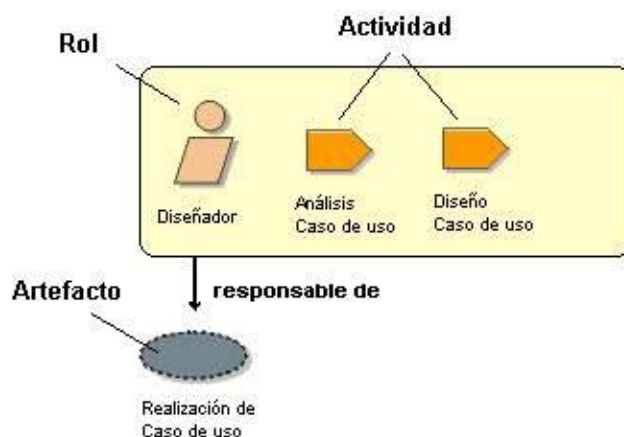 Actividad
Rol
Diseñador
Análisis
Caso de uso
Diseño
Caso de uso
responsable de
Artefacto
Realización de
Caso de uso